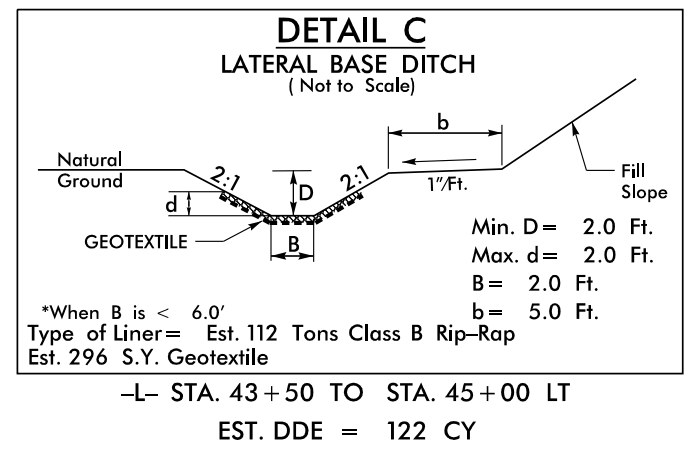 DETAIL C
LATERAL BASE DITCH
( Not to Scale)
b
Natural
Ground
2:1
D
2:1
1"/Ft.
Fill
Slope
d
GEOTEXTILE
B
Min. D= 2.0 Ft.
Max. d= 2.0 Ft.
B= 2.0 Ft.
b= 5.0 Ft.
*When B is < 6.0'
Type of Liner= Est. 112 Tons Class B Rip-Rap
Est. 296 S.Y. Geotextile
-L- STA. 43+50 TO STA. 45+00 LT
EST. DDE = 122 CY